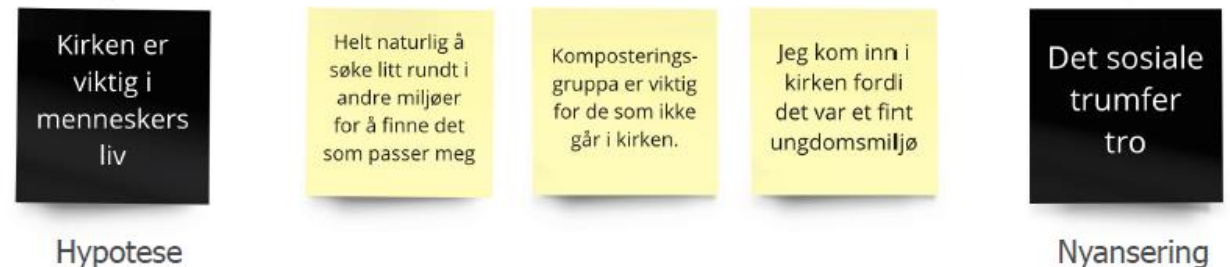 Kirken er
viktig i
menneskers
liv
Hypotese
Helt naturlig å
søke litt rundt i
andre miljøer
for å finne det
som passer meg
Komposterings-
gruppa er viktig
for de som ikke
går i kirken.
Jeg kom inn i
kirken fordi
det var et fint
ungdomsmiljø
Det sosiale
trumfer
tro
Nyansering